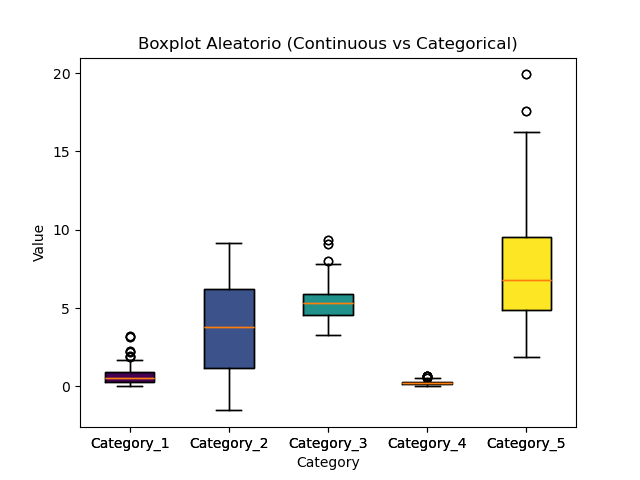 Boxplot Aleatorio (Continuous vs Categorical)
20
15
10
5
0
Value
Category_1 Category_2 Category_3 Category_4 Category_5
Category